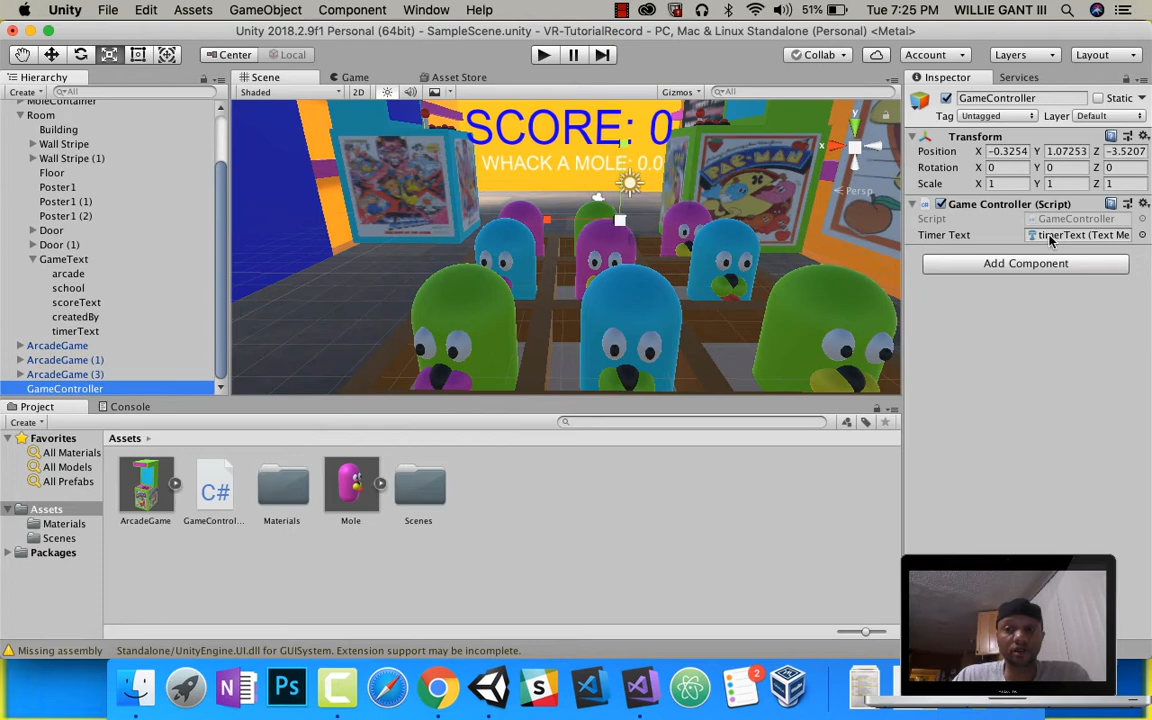 Unity File Edit Assets GameObject Component Window Help 51% Tue 7:25 PM WILLIE GANT III
Unity 2018.2.9f1 Personal (64bit) - SampleScene.unity - VR-TutorialRecord - PC, Mac & Linux Standalone (Personal) <Metal>
Center Local Collab Account Layers Layout
Hierarchy
Create All
MoleContainer
Room
Building
Wall Stripe
Wall Stripe (1)
Floor
Poster1
Poster1 (1)
Poster1 (2)
Door
Door (1)
GameText
arcade
school
scoreText
createdBy
timerText
ArcadeGame
ArcadeGame (1)
ArcadeGame (3)
GameController
Scene Game Asset Store
Shaded 2D Gizmos All
SCORE: 0
WHACK A MOLE: 0.0
PAC-MAN
y
x
Persp
Inspector Services
GameController Static
Tag Untagged Layer Default
Transform
Position X -0.3254 Y 1.07253 Z -3.5207
Rotation X 0 Y 0 Z 0
Scale X 1 Y 1 Z 1
Game Controller (Script)
Script GameController
Timer Text timerText (Text Me
Add Component
Project Console
Create
Favorites
All Materials
All Models
All Prefabs
Assets
Materials
Scenes
Packages
Assets
C#
ArcadeGame GameControl... Materials Mole Scenes
Missing assembly Standalone/UnityEngine.UI.dll for GUISystem. Extension support may be incomplete.
N Ps C S 2